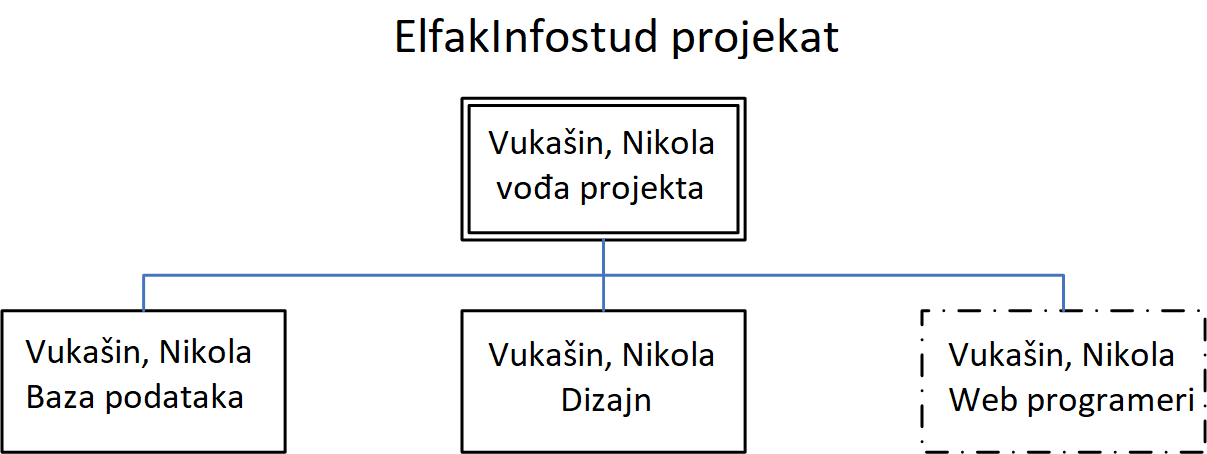 ElfakInfostud projekat
Vukašin, Nikola
vođa projekta
Vukašin, Nikola
Baza podataka
Vukašin, Nikola
Dizajn
Vukašin, Nikola
Web programeri